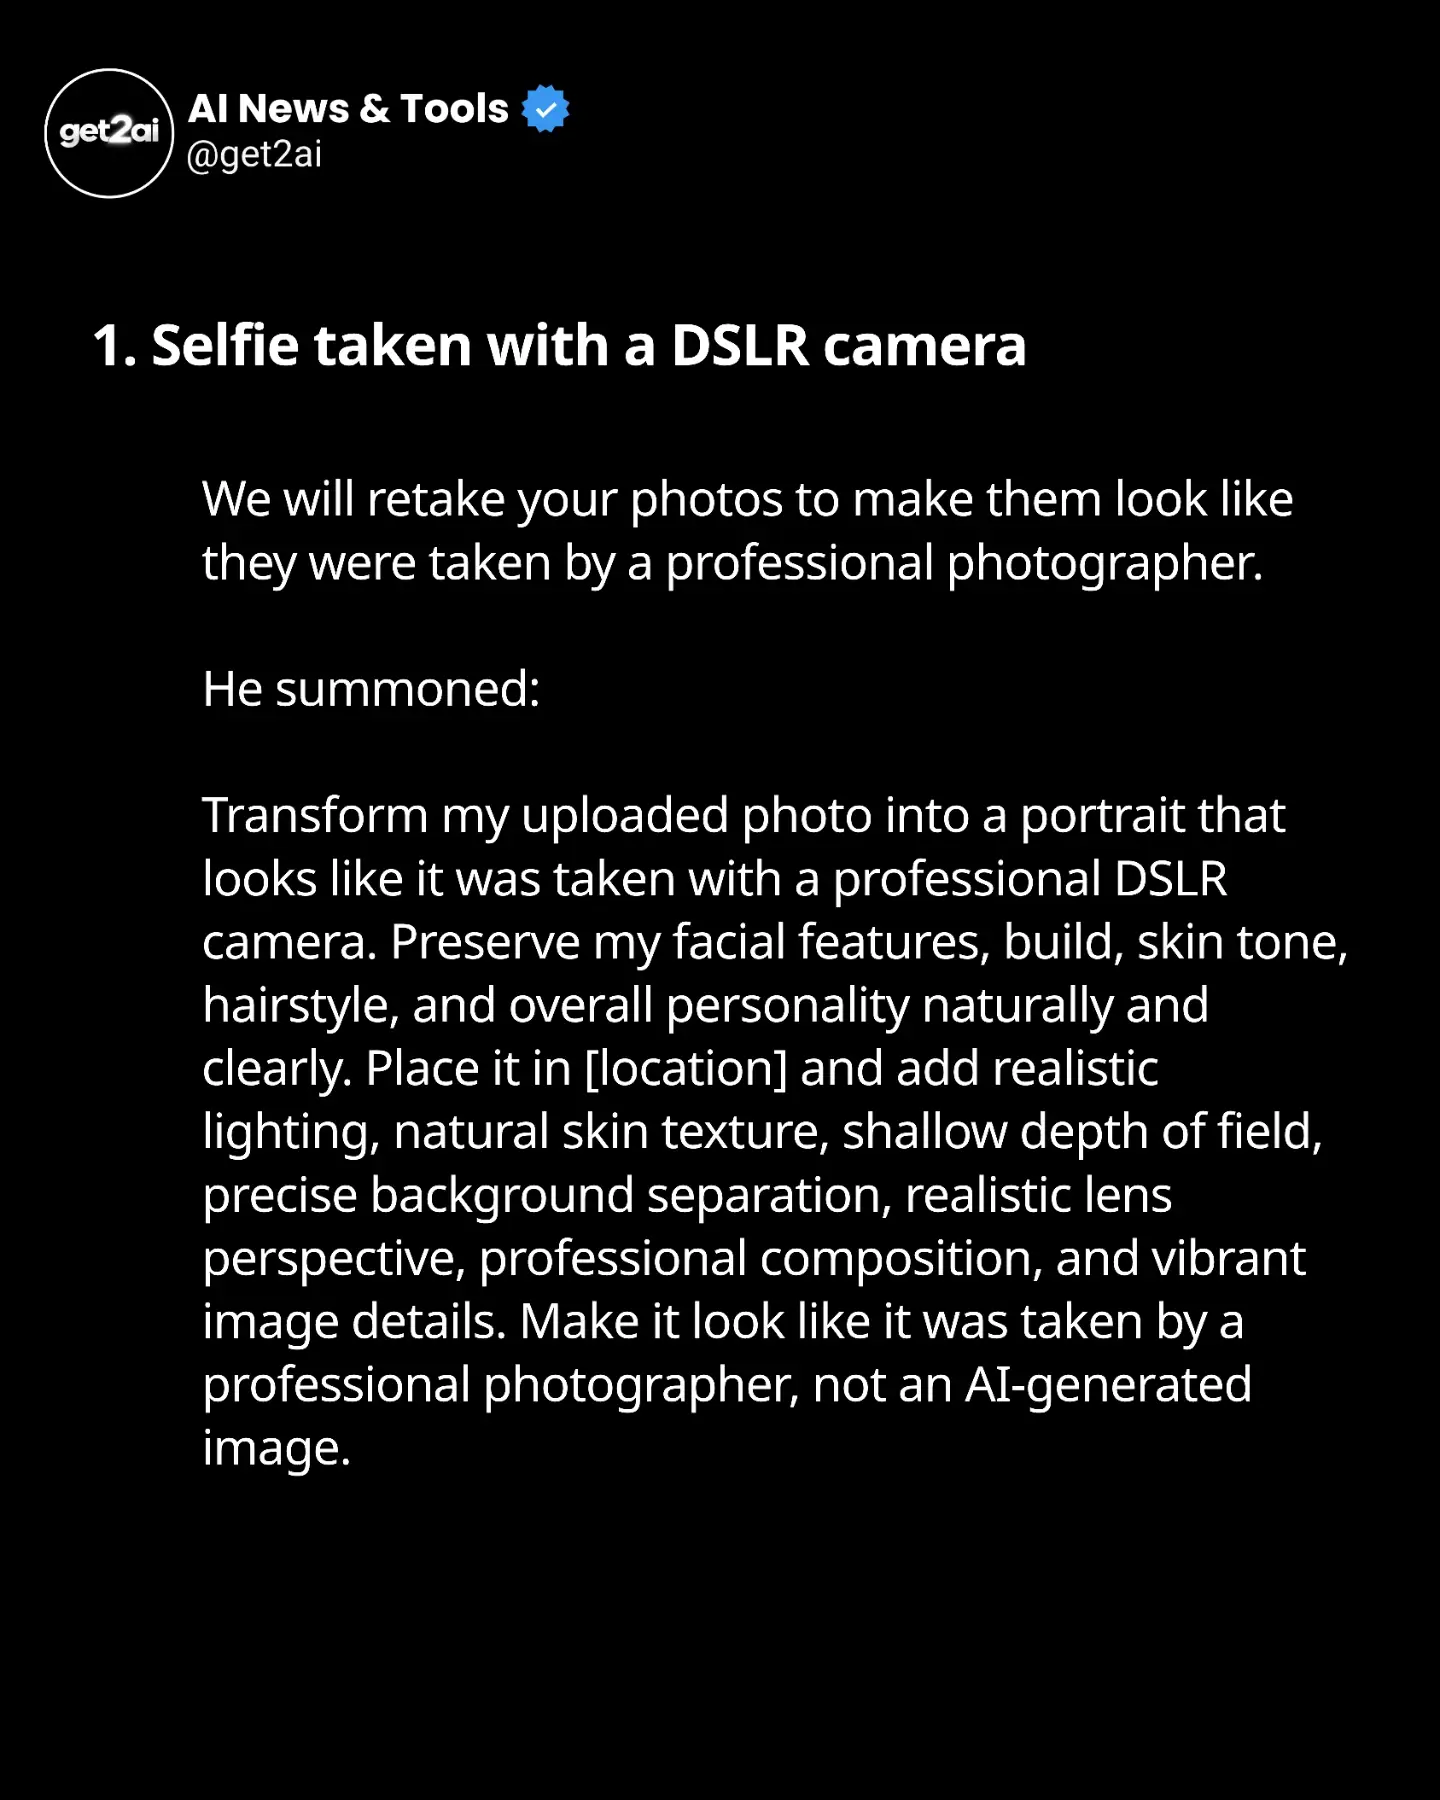 get2ai
AI News & Tools
@get2ai
1. Selfie taken with a DSLR camera
We will retake your photos to make them look like
they were taken by a professional photographer.
He summoned:
Transform my uploaded photo into a portrait that
looks like it was taken with a professional DSLR
camera. Preserve my facial features, build, skin tone,
hairstyle, and overall personality naturally and
clearly. Place it in [location] and add realistic
lighting, natural skin texture, shallow depth of field,
precise background separation, realistic lens
perspective, professional composition, and vibrant
image details. Make it look like it was taken by a
professional photographer, not an AI-generated
image.